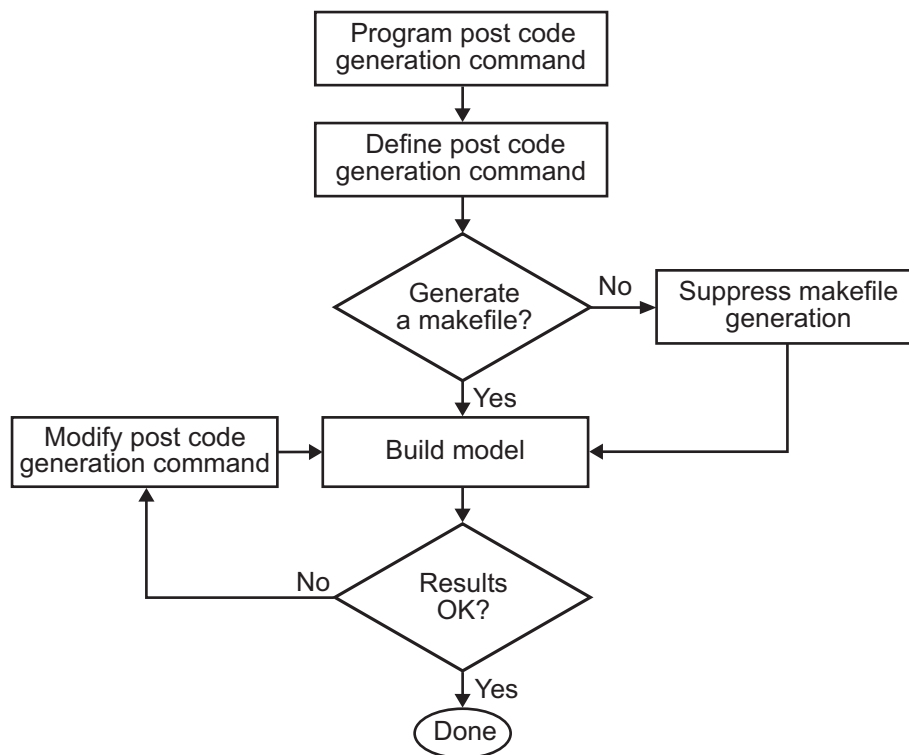 Program post code
generation command
Define post code
generation command
Generate
a makefile?
No
Suppress makefile
generation
Yes
Modify post code
generation command
Build model
No
Results
OK?
Yes
Done